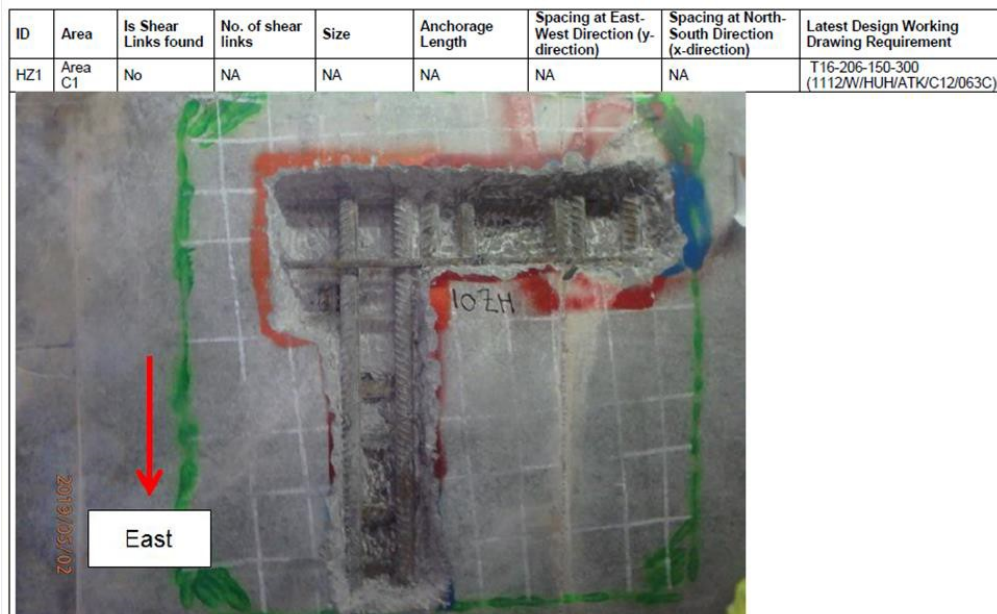 ID Area Is Shear Links found No. of shear links Size Anchorage Length Spacing at East-West Direction (y-direction) Spacing at North-South Direction (x-direction) Latest Design Working Drawing Requirement
HZ1 Area C1 No NA NA NA NA NA T16-206-150-300 (1112/W/HUH/ATK/C12/063C)
HZ01
East
2019/05/02